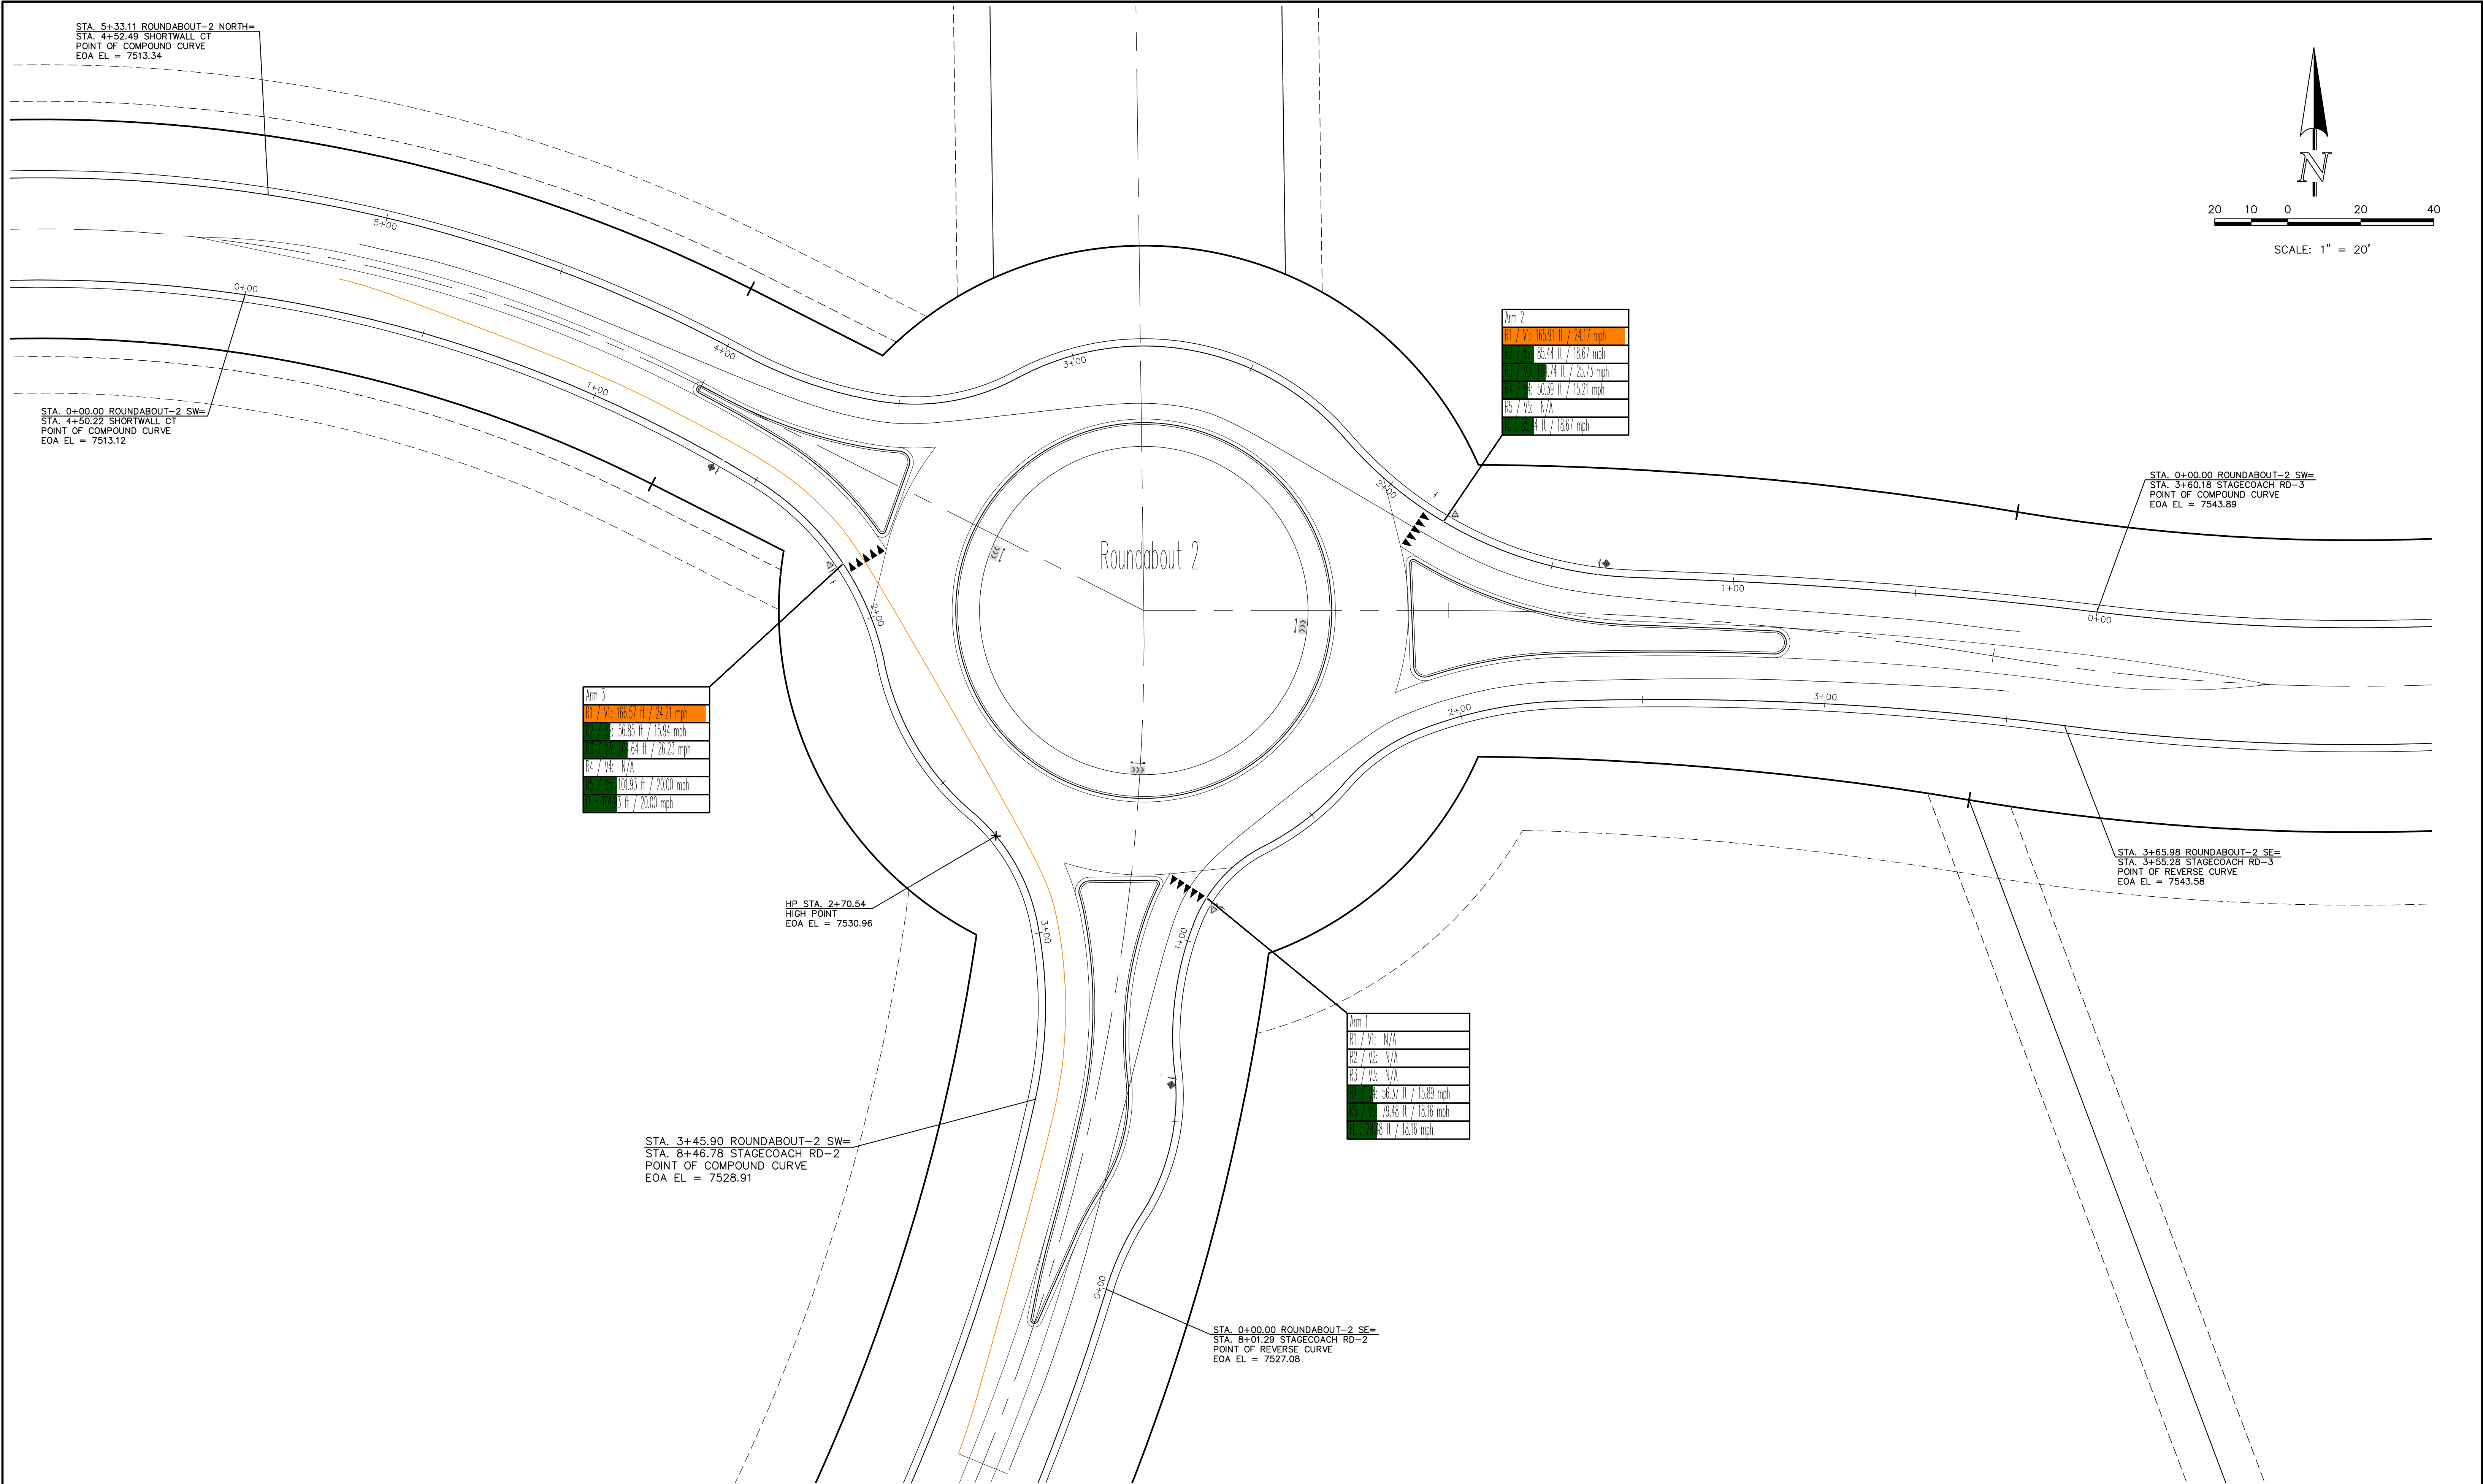 STA. 5+33.11 ROUNDABOUT-2 NORTH=
STA. 4+52.49 SHORTWALL CT
POINT OF COMPOUND CURVE
EOA EL = 7513.34
N
20 10 0 20 40
SCALE: 1" = 20'
5+00
0+00
4+00
3+00
1+00
STA. 0+00.00 ROUNDABOUT-2 SW=
STA. 4+50.22 SHORTWALL CT
POINT OF COMPOUND CURVE
EOA EL = 7513.12
Arm 2
R1 / V1: 165.91 ft / 24.17 mph
85.44 ft / 18.67 mph
.74 ft / 25.73 mph
50.39 ft / 15.21 mph
R5 / V5: N/A
4 ft / 18.67 mph
2+00
STA. 0+00.00 ROUNDABOUT-2 SW=
STA. 3+60.18 STAGECOACH RD-3
POINT OF COMPOUND CURVE
EOA EL = 7543.89
Roundabout 2
1+00
0+00
2+00
Arm 3
R1 / V1: 166.57 ft / 24.21 mph
56.85 ft / 15.94 mph
.64 ft / 26.23 mph
R4 / V4: N/A
101.93 ft / 20.00 mph
3 ft / 20.00 mph
3+00
2+00
STA. 3+65.98 ROUNDABOUT-2 SE=
STA. 3+55.28 STAGECOACH RD-3
POINT OF REVERSE CURVE
EOA EL = 7543.58
HP STA. 2+70.54
HIGH POINT
EOA EL = 7530.96
3+00
1+00
Arm 1
R1 / V1: N/A
R2 / V2: N/A
R3 / V3: N/A
56.37 ft / 15.89 mph
79.48 ft / 18.16 mph
8 ft / 18.16 mph
STA. 3+45.90 ROUNDABOUT-2 SW=
STA. 8+46.78 STAGECOACH RD-2
POINT OF COMPOUND CURVE
EOA EL = 7528.91
0+00
STA. 0+00.00 ROUNDABOUT-2 SE=
STA. 8+01.29 STAGECOACH RD-2
POINT OF REVERSE CURVE
EOA EL = 7527.08